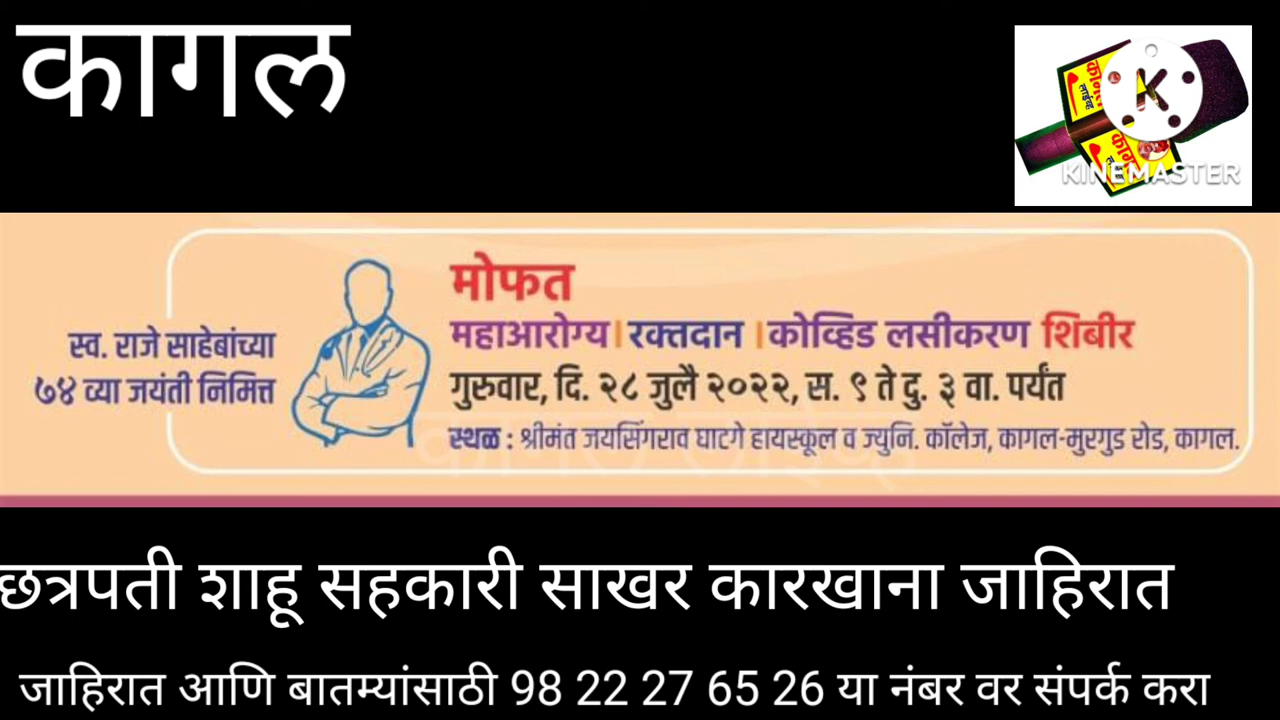 कागल
KINEMASTER
स्व. राजे साहेबांच्या
७४ व्या जयंती निमित्त
मोफत
महाआरोग्य । रक्तदान । कोव्हिड लसीकरण शिबीर
गुरुवार, दि. २८ जुलै २०२२, स. ९ ते दु. ३ वा. पर्यंत
स्थळ : श्रीमंत जयसिंगराव घाटगे हायस्कूल व ज्युनि. कॉलेज, कागल-मुरगुड रोड, कागल.
छत्रपती शाहू सहकारी साखर कारखाना जाहिरात
जाहिरात आणि बातम्यांसाठी 98 22 27 65 26 या नंबर वर संपर्क करा